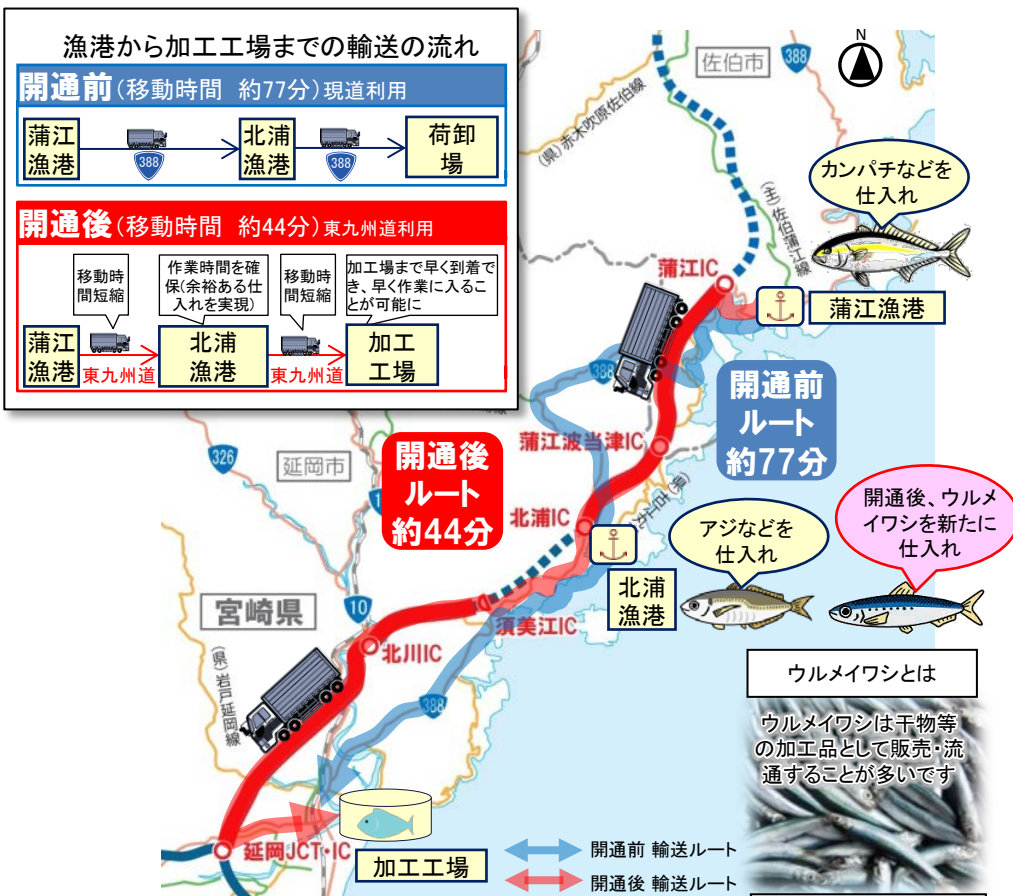 漁港から加工工場までの輸送の流れ
開通前(移動時間 約77分)現道利用
蒲江
漁港
388
北浦
漁港
388
荷卸
場
開通後(移動時間 約44分)東九州道利用
移動時
間短縮
作業時間を確
保(余裕ある仕
入れを実現)
移動時
間短縮
加工場まで早く到着で
き、早く作業に入るこ
とが可能に
蒲江
漁港
東九州道
北浦
漁港
東九州道
加工
工場
N
佐伯市
388
(県)赤木吹原佐伯線
(主)佐伯蒲江線
カンパチなどを
仕入れ
蒲江IC
蒲江漁港
388
開通前
ルート
約77分
蒲江波当津IC
326
延岡市
開通後
ルート
約44分
北浦IC
アジなどを
仕入れ
開通後、ウルメ
イワシを新たに
仕入れ
北浦
漁港
10
宮崎県
須美江IC
北川IC
(県)岩戸延岡線
388
ウルメイワシとは
ウルメイワシは干物等
の加工品として販売・流
通することが多いです
延岡JCT・IC
加工工場
開通前 輸送ルート
開通後 輸送ルート